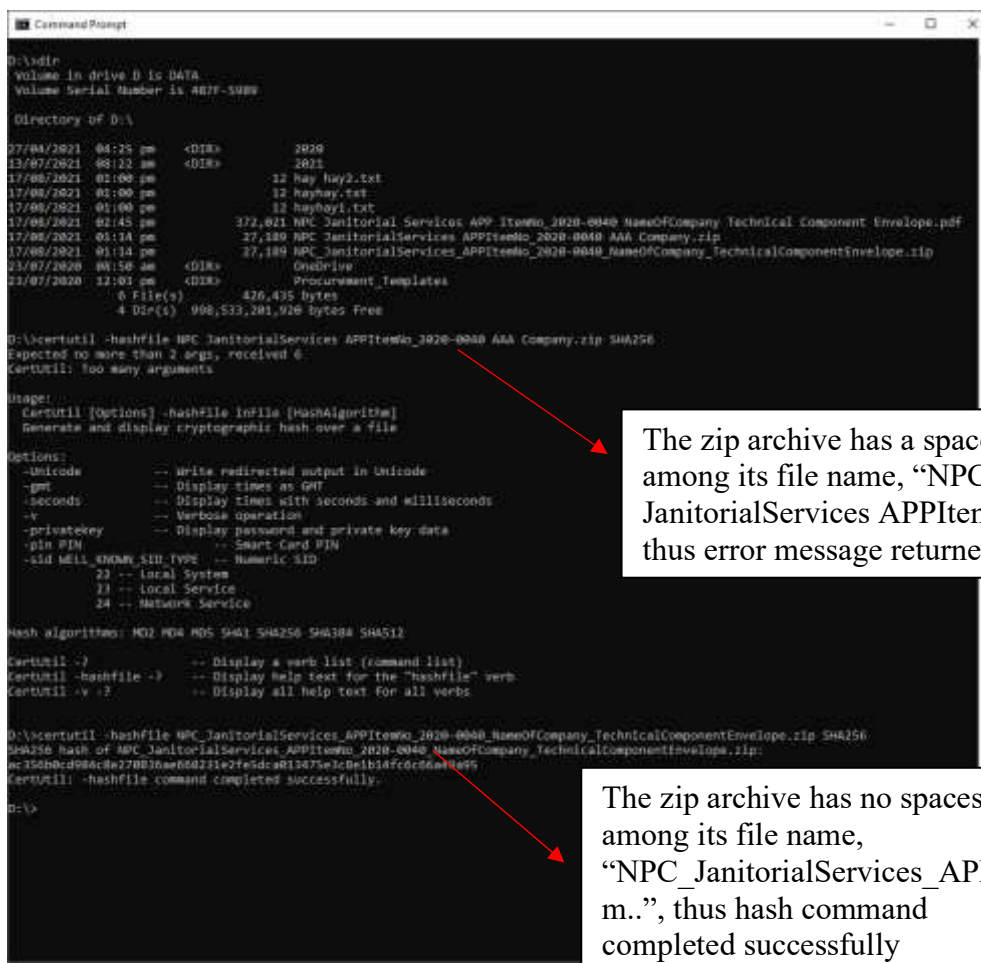 Command Prompt
D:\>dir
Volume in drive D is DATA
Volume Serial Number is
Directory of D:\
27/04/2021 04:25 pm <DIR> 2020
13/07/2021 08:22 am <DIR> 2021
17/08/2021 01:00 pm 12 hay hay2.txt
17/08/2021 01:00 pm 12 hayhay.txt
17/08/2021 01:00 pm 12 hayhay1.txt
17/08/2021 02:45 pm 372,021 NPC_Janitorial Services APP ItemNo_2020-0040 NameOfCompany Technical Component Envelope.pdf
17/08/2021 01:14 pm 27,189 NPC JanitorialServices APPItemNo_2020-0040 AAA Company.zip
17/08/2021 01:14 pm 27,189 NPC_JanitorialServices_APPItemNo_2020-0040_NameOfCompany_TechnicalComponentEnvelope.zip
23/07/2020 08:50 am <DIR> OneDrive
23/07/2020 12:03 pm <DIR> Procurement_Templates
6 File(s) 426,435 bytes
4 Dir(s) 998,533,201,920 bytes free
D:\>certutil -hashfile NPC JanitorialServices APPItemNo_2020-0040 AAA Company.zip SHA256
Expected no more than 2 args, received 6
CertUtil: Too many arguments
Usage:
CertUtil [Options] -hashfile InFile [HashAlgorithm]
Generate and display cryptographic hash over a file
Options:
-Unicode -- Write redirected output in Unicode
-gmt -- Display times as GMT
-seconds -- Display times with seconds and milliseconds
-v -- Verbose operation
-privatekey -- Display password and private key data
-pin PIN -- Smart Card PIN
-sid WELL_KNOWN_SID_TYPE -- Numeric SID
22 -- Local System
23 -- Local Service
24 -- Network Service
Hash algorithms: MD2 MD4 MD5 SHA1 SHA256 SHA384 SHA512
CertUtil -? -- Display a verb list (command list)
CertUtil -hashfile -? -- Display help text for the "hashfile" verb
CertUtil -v -? -- Display all help text for all verbs
The zip archive has a space
among its file name, “NPC
JanitorialServices APPItem
thus error message returne
D:\>certutil -hashfile NPC_JanitorialServices_APPItemNo_2020-0040_NameOfCompany_TechnicalComponentEnvelope.zip SHA256
SHA256 hash of NPC_JanitorialServices_APPItemNo_2020-0040_NameOfCompany_TechnicalComponentEnvelope.zip:
CertUtil: -hashfile command completed successfully.
D:\>
The zip archive has no spaces
among its file name,
“NPC_JanitorialServices_API
m..”, thus hash command
completed successfully